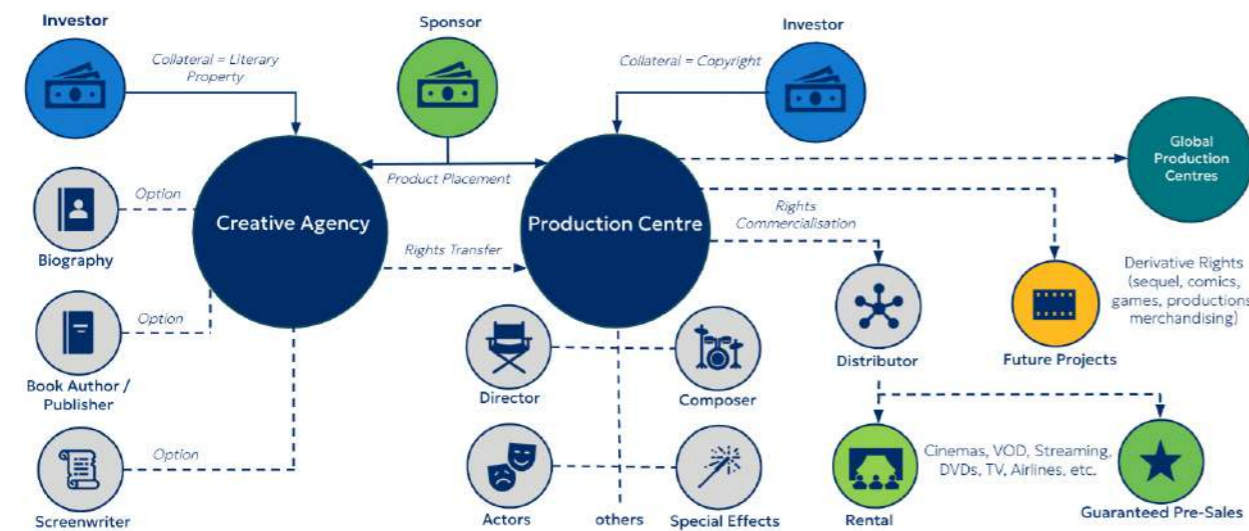 Investor
Sponsor
Investor
Collateral = Literary
Property
Collateral = Copyright
Global
Production
Centres
Product Placement
Option
Creative Agency
Production Centre
Rights
Commercialisation
Biography
Rights Transfer
Derivative Rights
(sequel, comics,
games, productions
merchandising)
Option
Book Author /
Publisher
Director
Composer
Distributor
Future Projects
Option
Cinemas, VOD, Streaming,
DVDs, TV, Airlines, etc.
Screenwriter
Actors
others
Special Effects
Rental
Guaranteed Pre-Sales